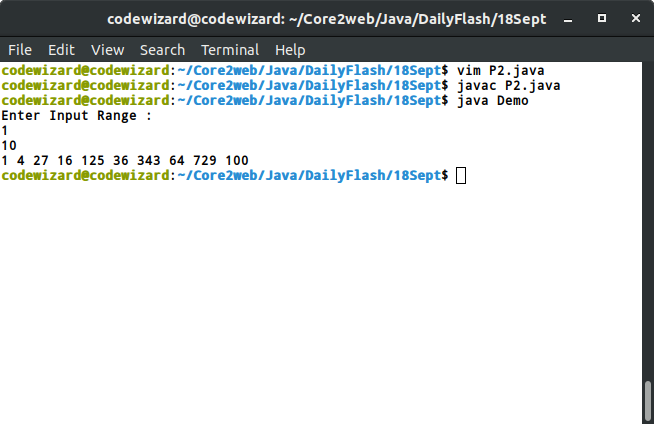 codewizard@codewizard: ~/Core2web/Java/DailyFlash/18Sept
File Edit View Search Terminal Help
codewizard@codewizard:~/Core2web/Java/DailyFlash/18Sept$ vim P2.java
codewizard@codewizard:~/Core2web/Java/DailyFlash/18Sept$ javac P2.java
codewizard@codewizard:~/Core2web/Java/DailyFlash/18Sept$ java Demo
Enter Input Range :
1
10
1 4 27 16 125 36 343 64 729 100
codewizard@codewizard:~/Core2web/Java/DailyFlash/18Sept$